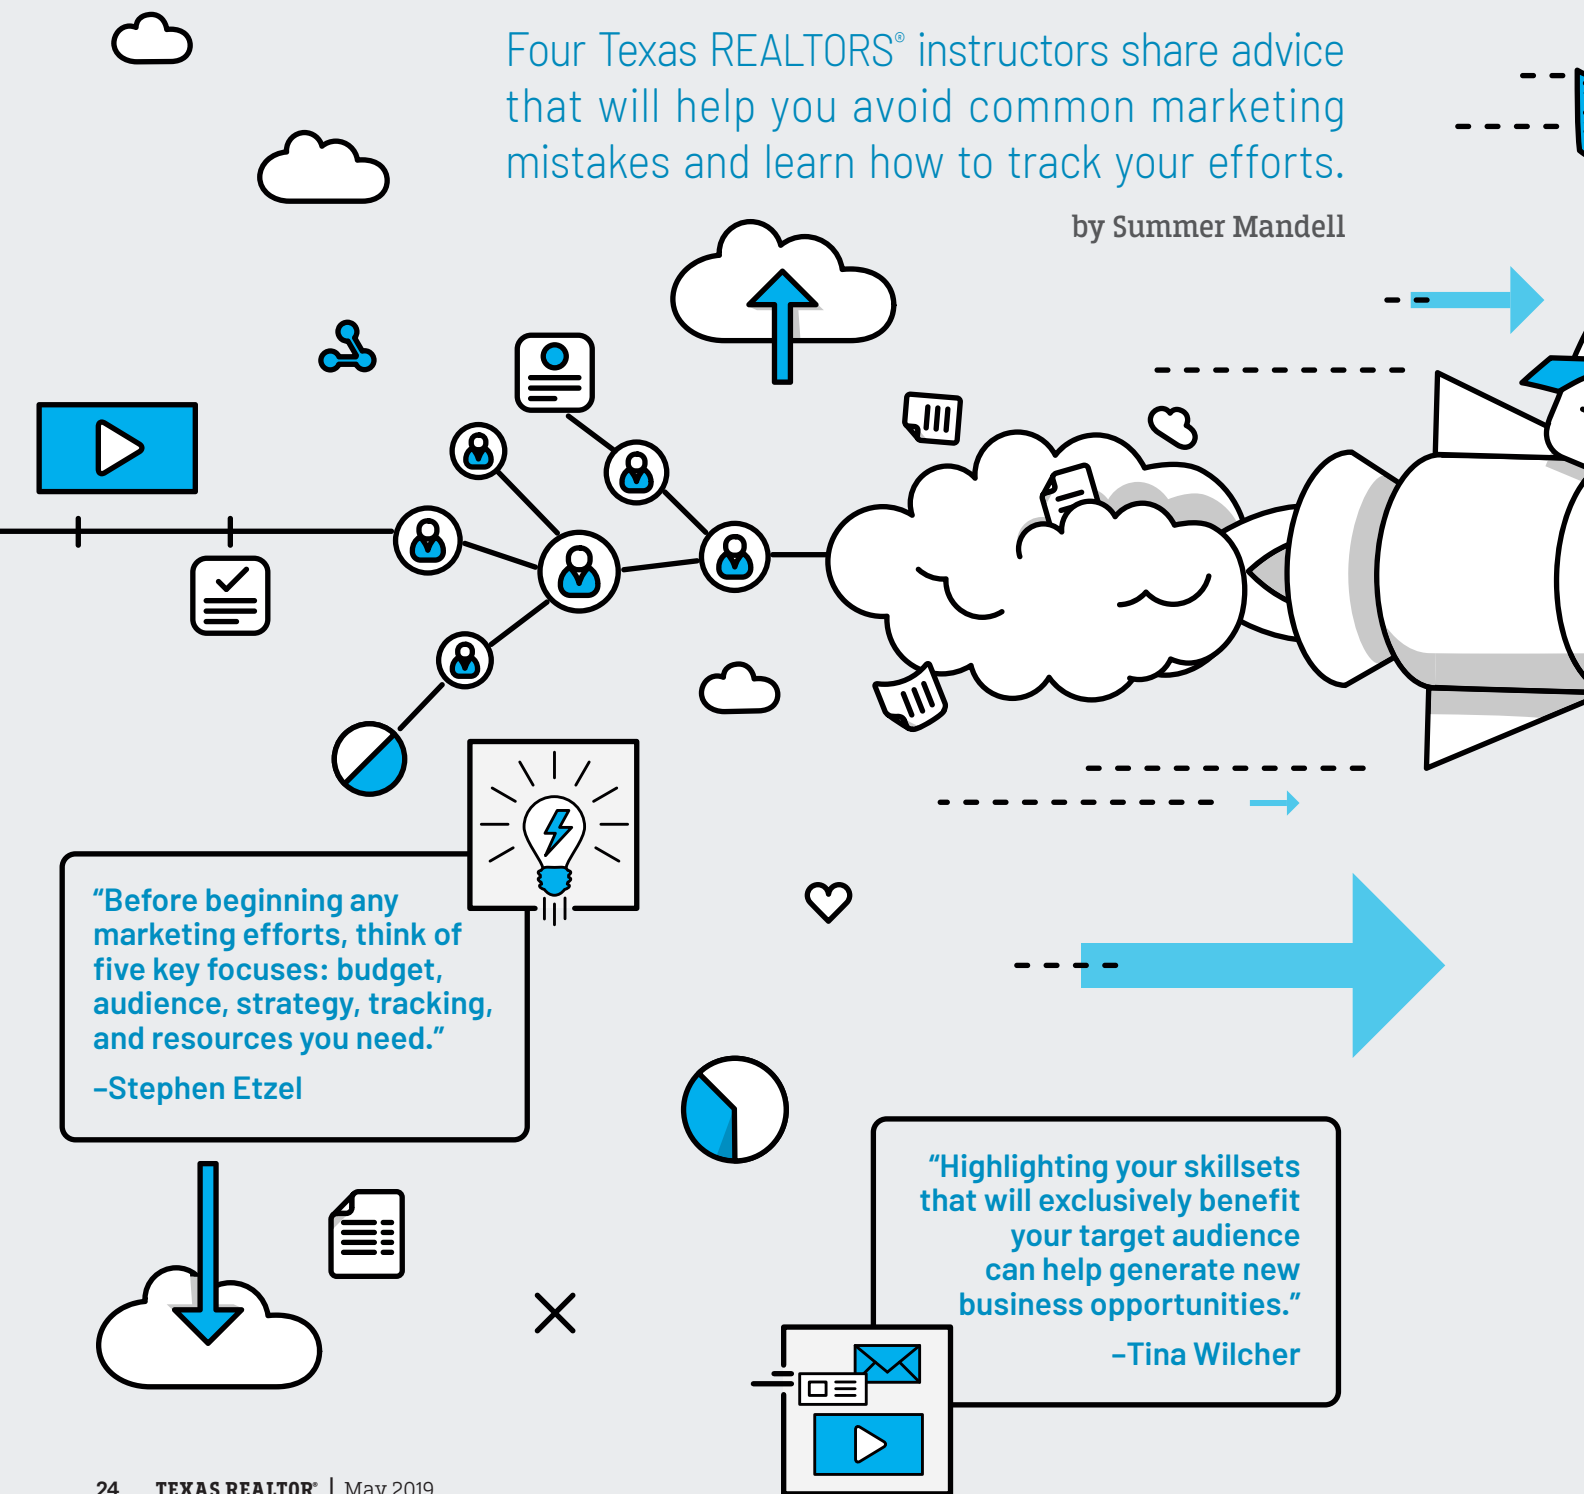 Four Texas REALTORS® instructors share advice
that will help you avoid common marketing
mistakes and learn how to track your efforts.
by Summer Mandell
“Before beginning any
marketing efforts, think of
five key focuses: budget,
audience, strategy, tracking,
and resources you need.”
–Stephen Etzel
“Highlighting your skillsets
that will exclusively benefit
your target audience
can help generate new
business opportunities.”
–Tina Wilcher
24 TEXAS REALTOR® | May 2019